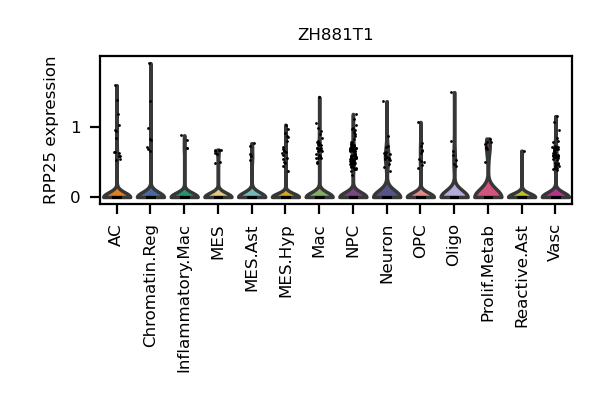 ZH881T1
RPP25 expression
1
0
AC
Chromatin.Reg
Inflammatory.Mac
MES
MES.Ast
MES.Hyp
Mac
NPC
Neuron
OPC
Oligo
Prolif.Metab
Reactive.Ast
Vasc